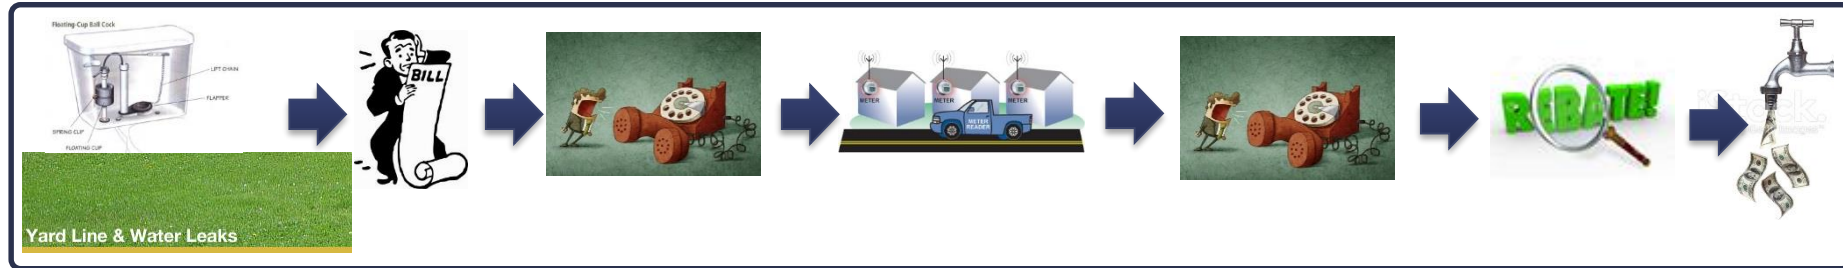 Floating-Cup Ball Cock
LIFT CHAIN
FLAPPER
SPRING CLIP
FLOATING CUP
Yard Line & Water Leaks
BILL
METER
METER
METER
METER
READER
REBATE!